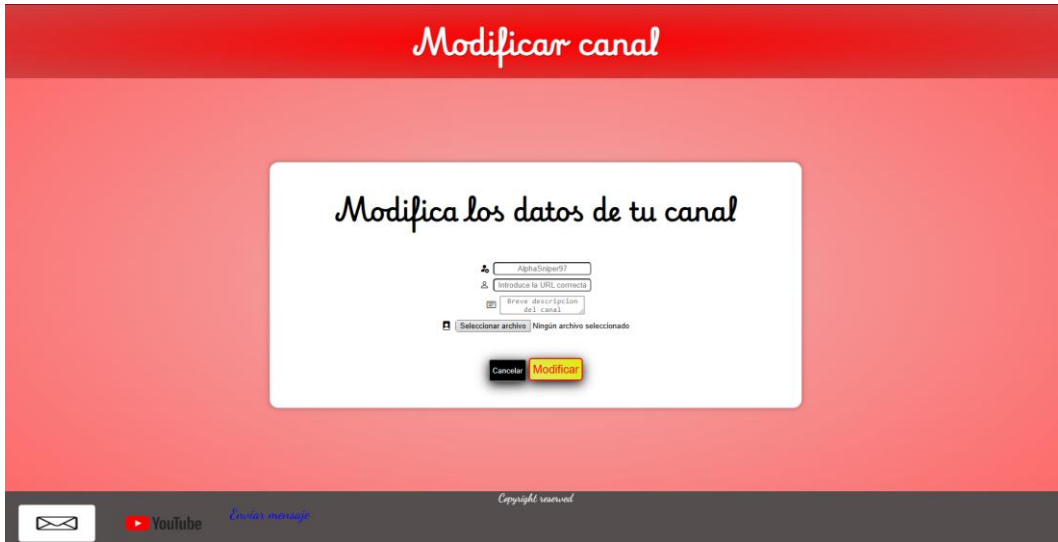 Modificar canal
Modifica los datos de tu canal
AlphaSniper97
Introduce la URL corrrecta
Breve descripcion
del canal
Seleccionar archivo Ningún archivo seleccionado
Cancelar Modificar
Copyright reserved
YouTube
Enviar mensaje